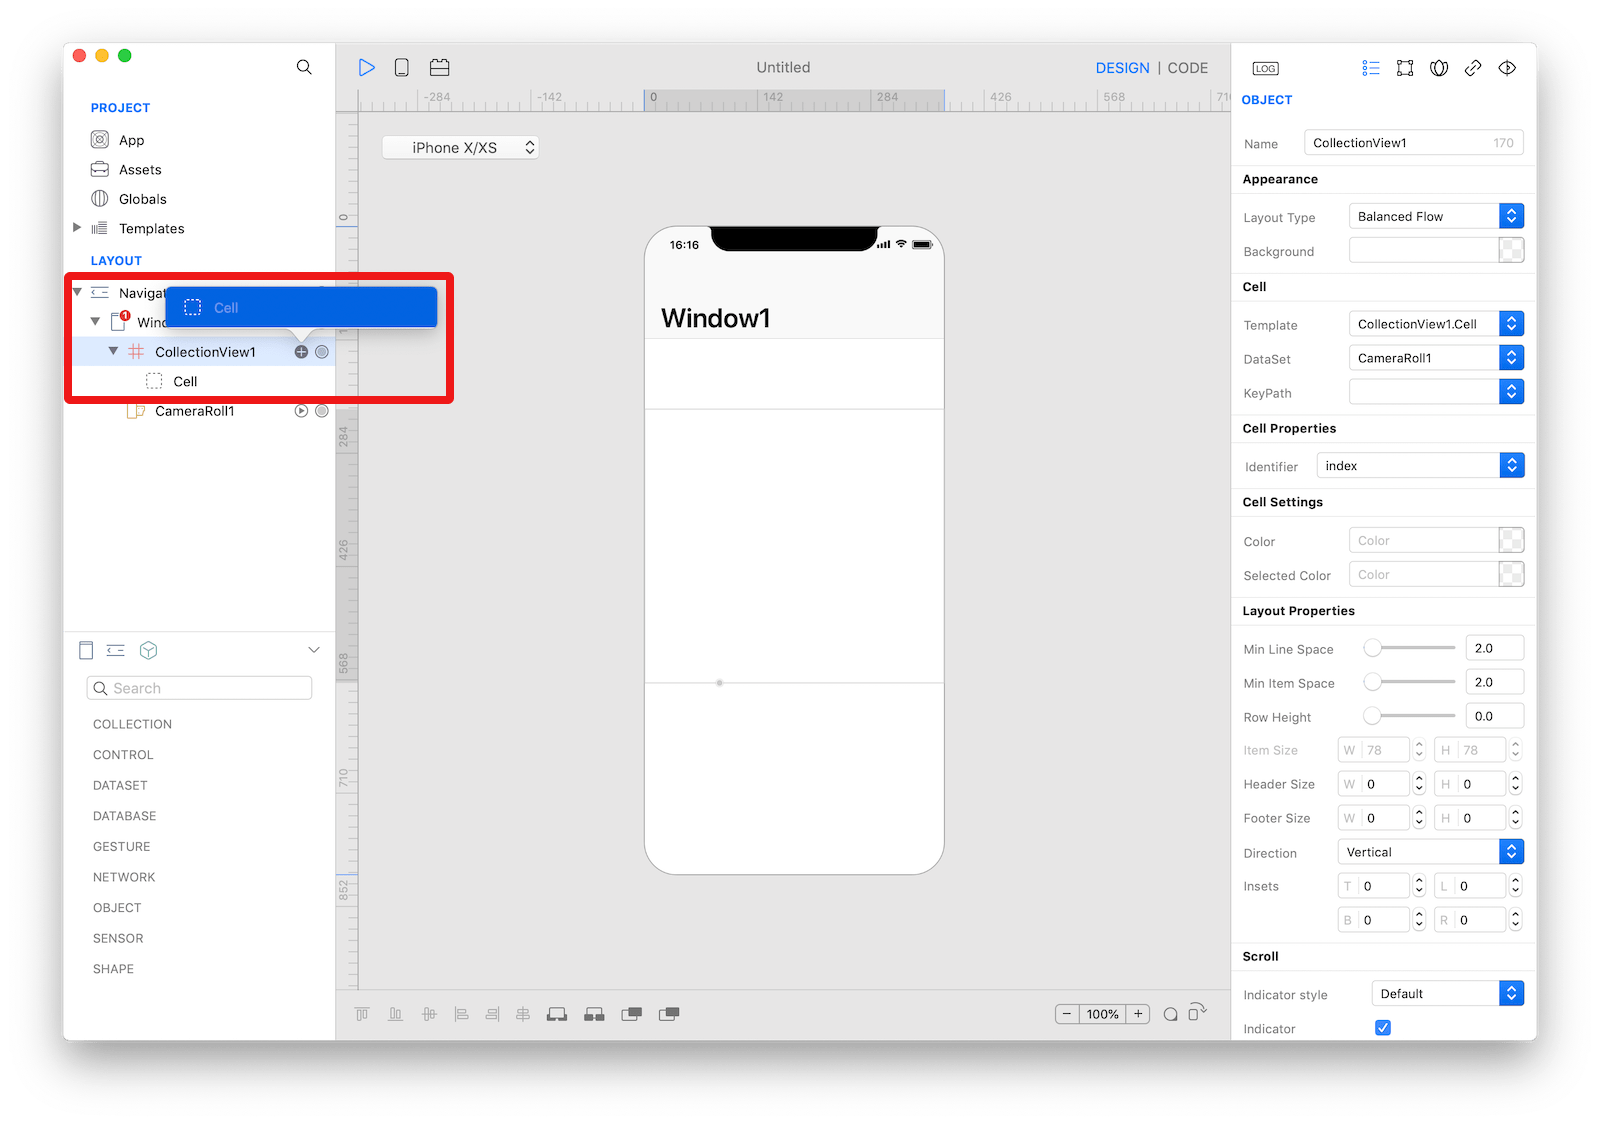 Untitled
DESIGN | CODE
LOG
PROJECT
App
Assets
Globals
Templates
LAYOUT
Navigat
Cell
1
Wind
CollectionView1
Cell
CameraRoll1
Search
COLLECTION
CONTROL
DATASET
DATABASE
GESTURE
NETWORK
OBJECT
SENSOR
SHAPE
-284
-142
0
142
284
426
568
710
0
284
426
568
710
852
iPhone X/XS
16:16
Window1
100%
OBJECT
Name CollectionView1 170
Appearance
Layout Type Balanced Flow
Background
Cell
Template CollectionView1.Cell
DataSet CameraRoll1
KeyPath
Cell Properties
Identifier index
Cell Settings
Color Color
Selected Color Color
Layout Properties
Min Line Space 2.0
Min Item Space 2.0
Row Height 0.0
Item Size W 78 H 78
Header Size W 0 H 0
Footer Size W 0 H 0
Direction Vertical
Insets T 0 L 0
B 0 R 0
Scroll
Indicator style Default
Indicator